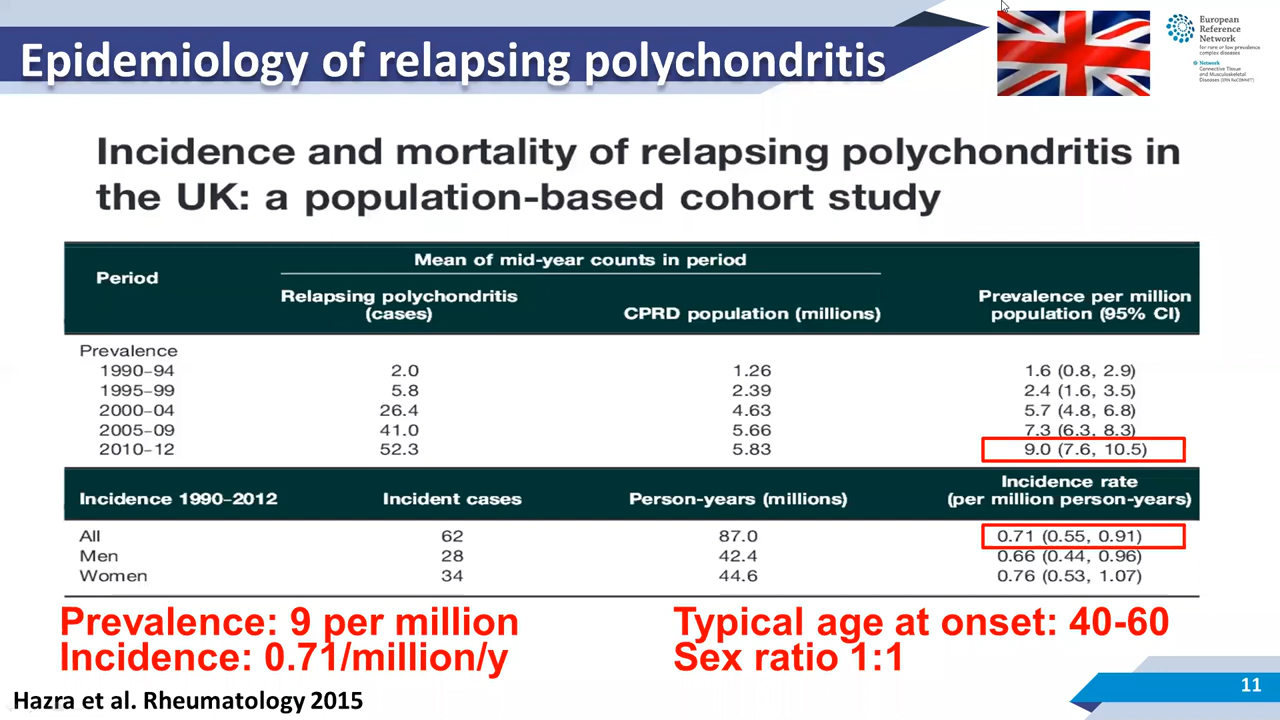 Epidemiology of relapsing polychondritis
European
Reference
Network
for rare or low prevalence
complex diseases
Network
Connective Tissue
and Musculoskeletal
Diseases (ERN ReCONNET)
Incidence and mortality of relapsing polychondritis in
the UK: a population-based cohort study
Mean of mid-year counts in period
Period
Relapsing polychondritis
(cases)
CPRD population (millions)
Prevalence per million
population (95% CI)
Prevalence
1990–94 2.0 1.26 1.6 (0.8, 2.9)
1995–99 5.8 2.39 2.4 (1.6, 3.5)
2000–04 26.4 4.63 5.7 (4.8, 6.8)
2005–09 41.0 5.66 7.3 (6.3, 8.3)
2010–12 52.3 5.83 9.0 (7.6, 10.5)
Incidence 1990–2012 Incident cases Person-years (millions) Incidence rate
(per million person-years)
All 62 87.0 0.71 (0.55, 0.91)
Men 28 42.4 0.66 (0.44, 0.96)
Women 34 44.6 0.76 (0.53, 1.07)
Prevalence: 9 per million
Incidence: 0.71/million/y
Typical age at onset: 40-60
Sex ratio 1:1
Hazra et al. Rheumatology 2015
11